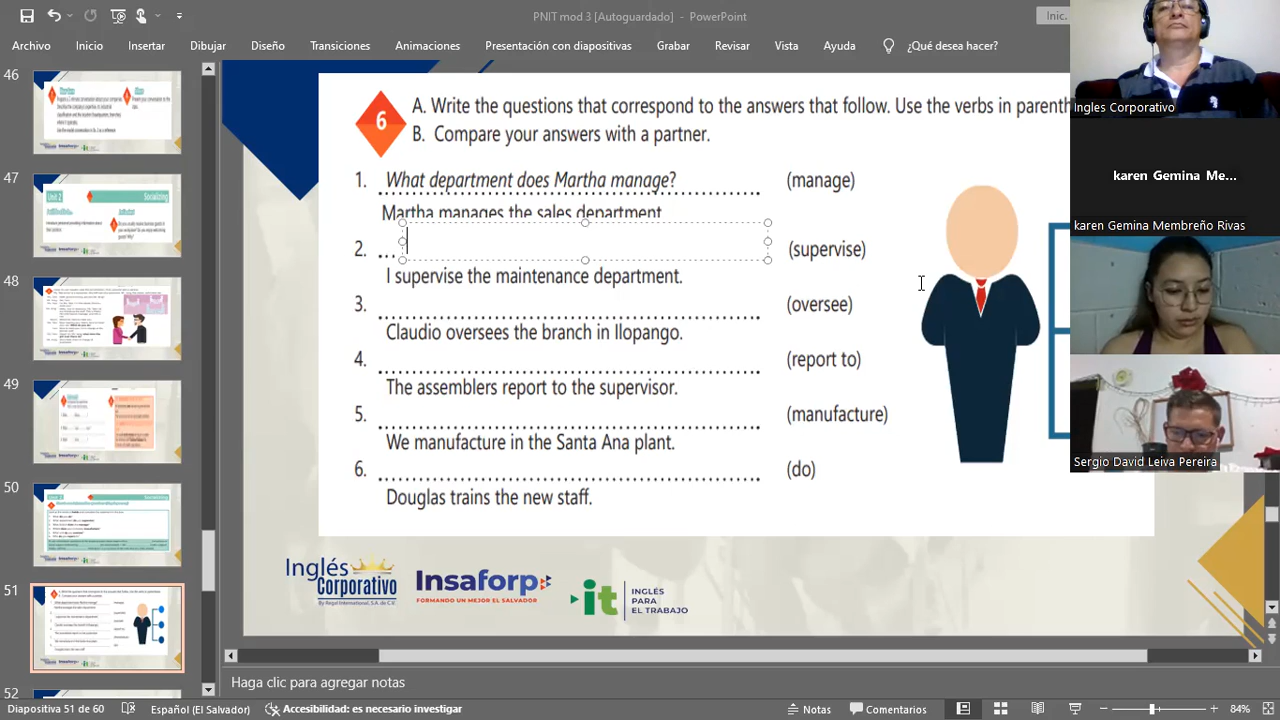 PNIT mod 3 [Autoguardado] - PowerPoint
Inic.
Archivo Inicio Insertar Dibujar Diseño Transiciones Animaciones Presentación con diapositivas Grabar Revisar Vista Ayuda ¿Qué desea hacer?
46
47
Unit 2 Socializing
48
49
50
51
52
6
A. Write the questions that correspond to the answers that follow. Use the verbs in parenth
B. Compare your answers with a partner.
1. What department does Martha manage? (manage)
Martha manages the sales department
2. ... (supervise)
I supervise the maintenance department.
3. (oversee)
Claudio oversees the branch in Ilopango.
4. (report to)
The assemblers report to the supervisor.
5. (manufacture)
We manufacture in the Santa Ana plant.
6. (do)
Douglas trains the new staff.
Inglés
Corporativo
By Regal International, S.A. de C.V.
Insaforp
FORMANDO UN MEJOR EL SALVADOR
it
INGLÉS
PARA
EL TRABAJO
Ingles Corporativo
karen Gemina Me...
karen Gemina Membreño Rivas
Sergio David Leiva Pereira
Haga clic para agregar notas
Diapositiva 51 de 60 Español (El Salvador) Accesibilidad: es necesario investigar Notas Comentarios 84%